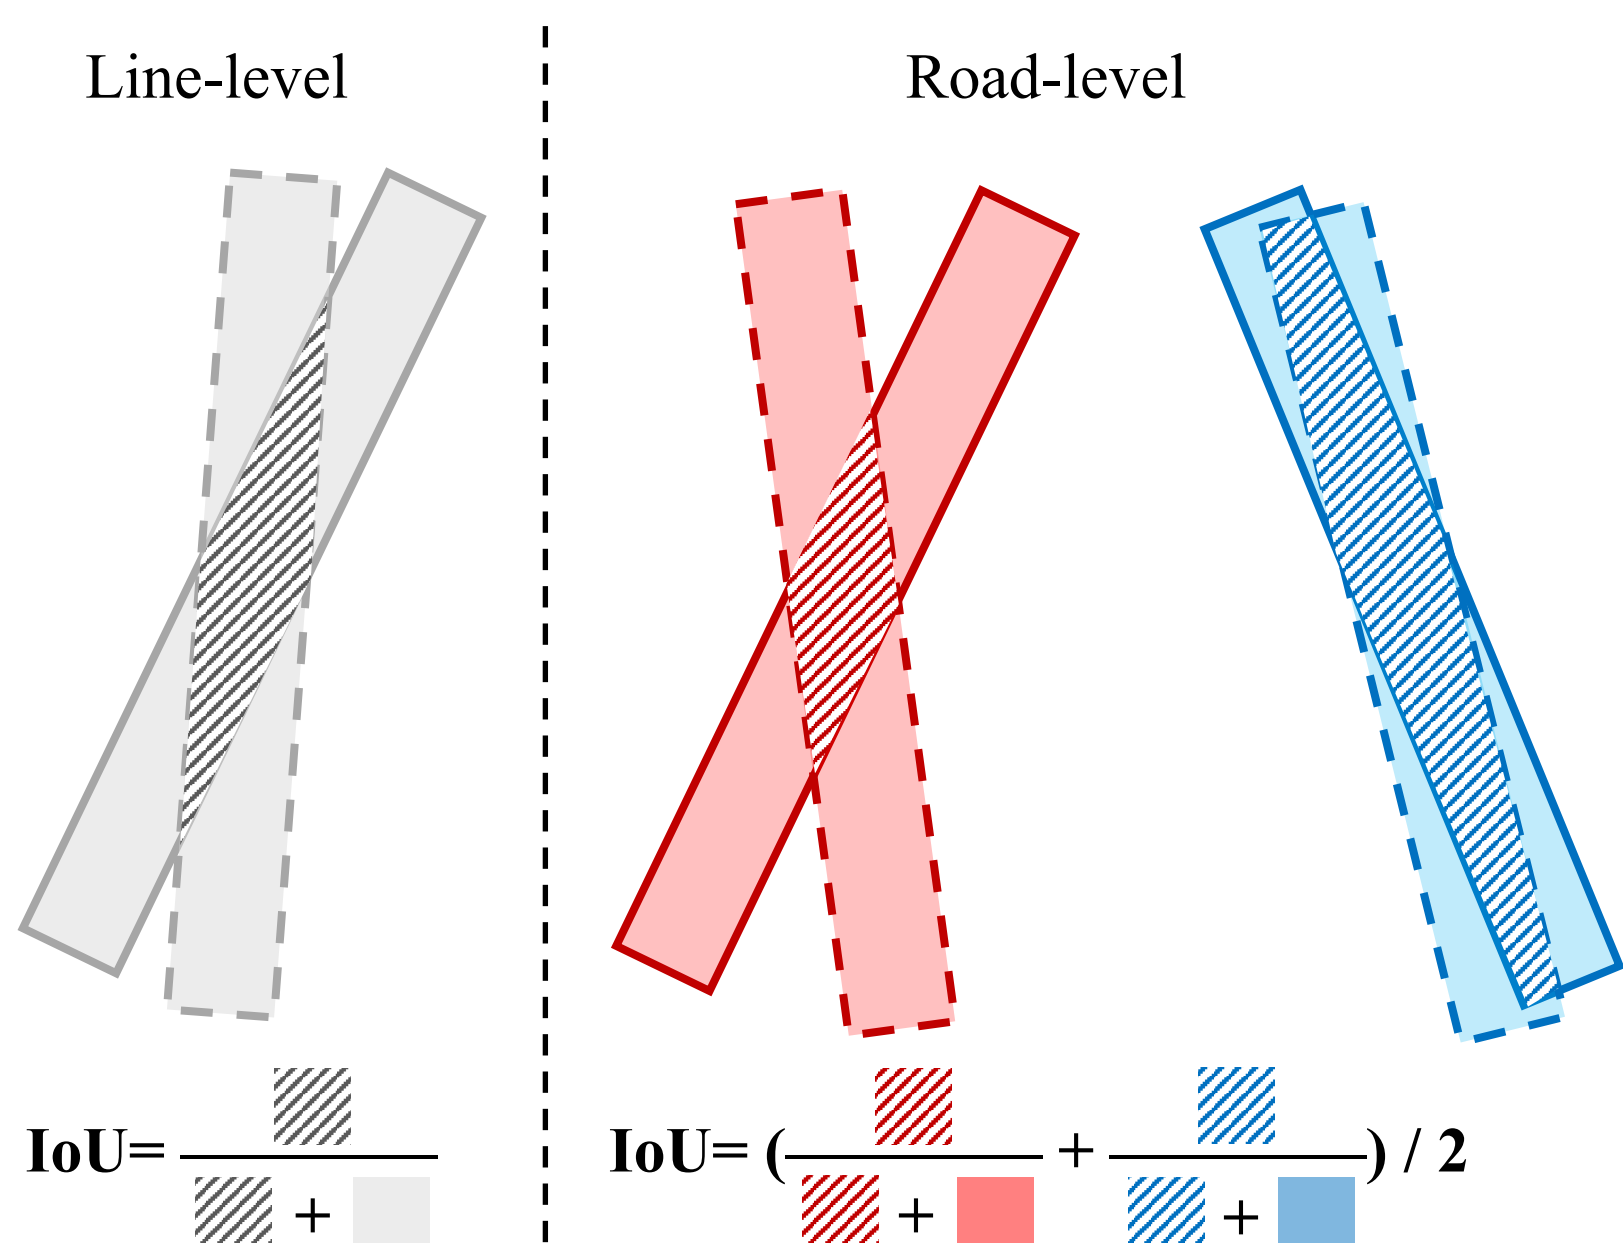 Line-level
Road-level
IoU=
+
IoU= ( + ) / 2
+ +